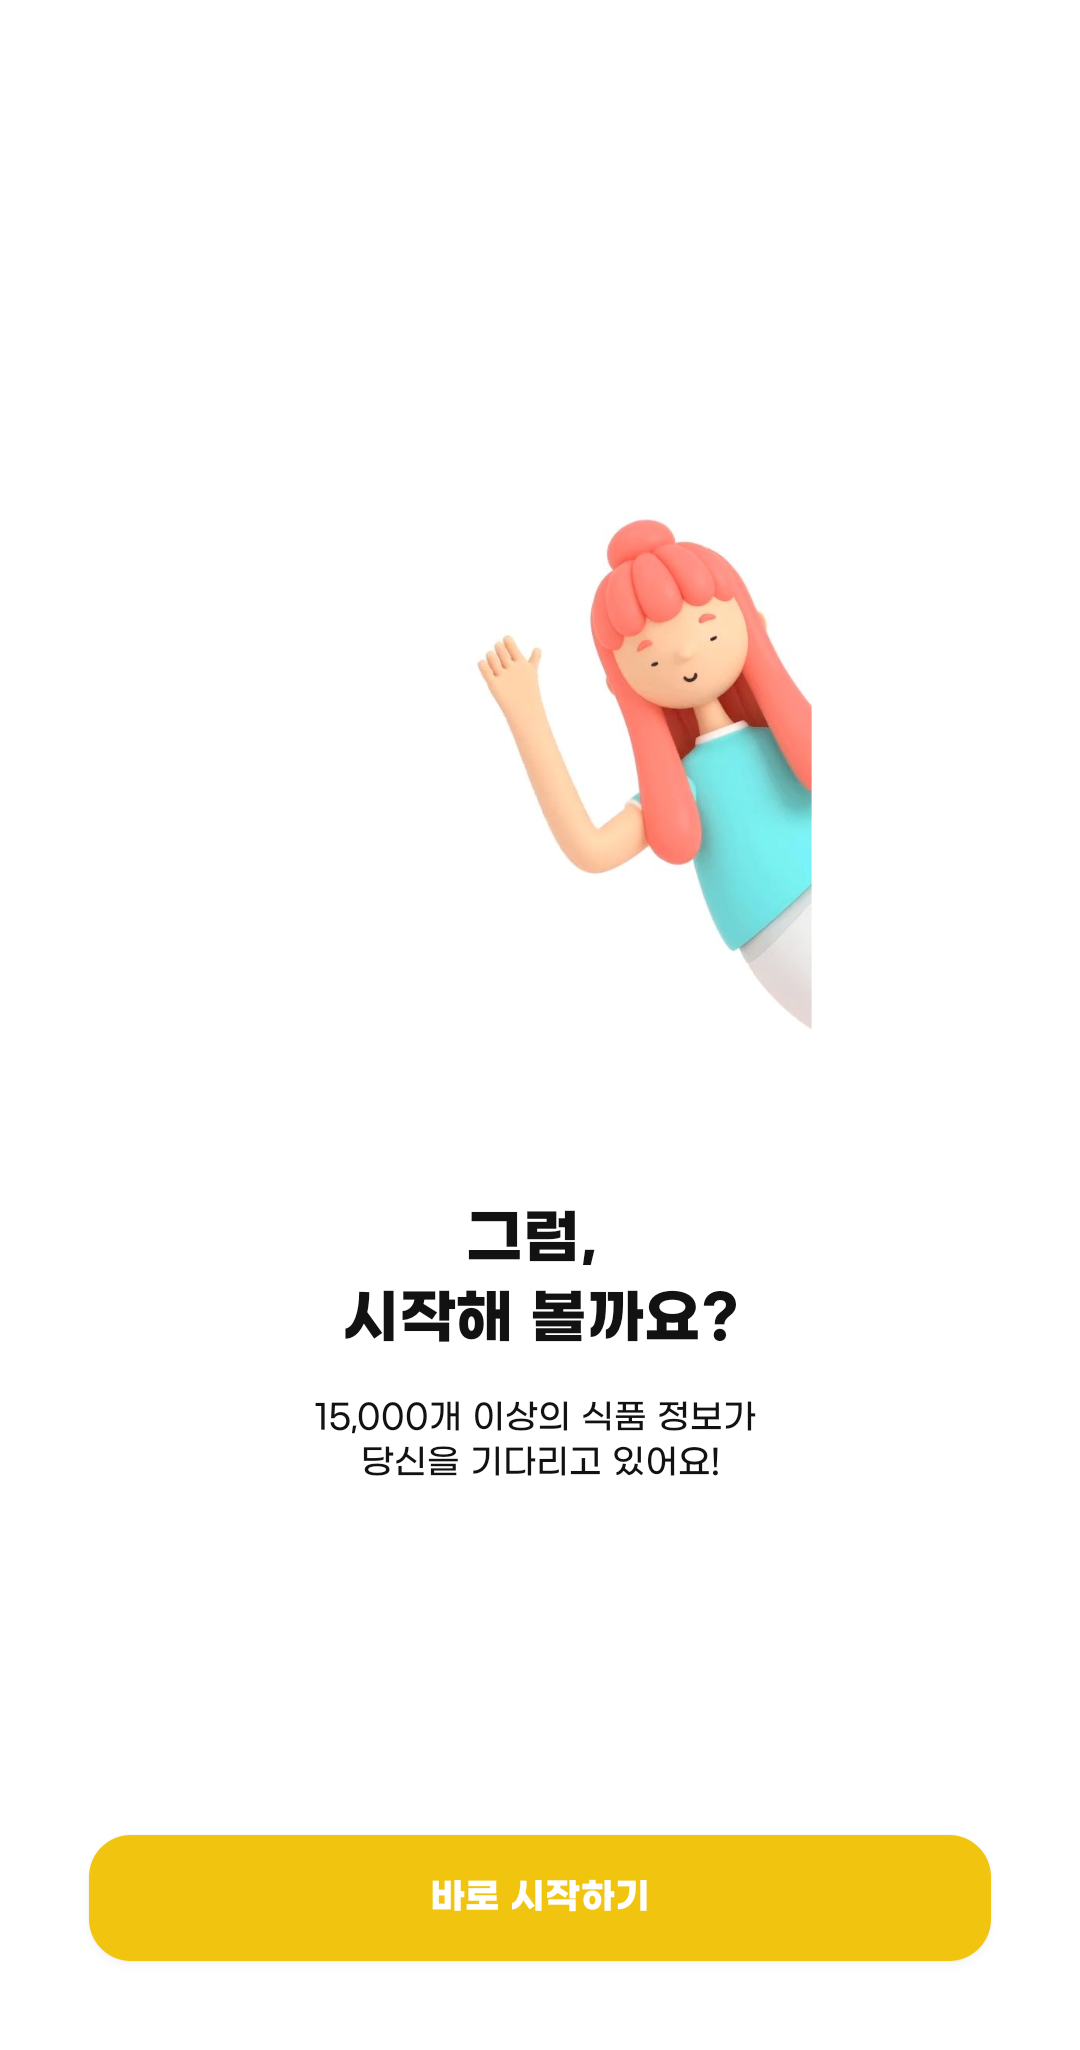 그럼,
시작해 볼까요?
15,000개 이상의 식품 정보가
당신을 기다리고 있어요!
바로 시작하기